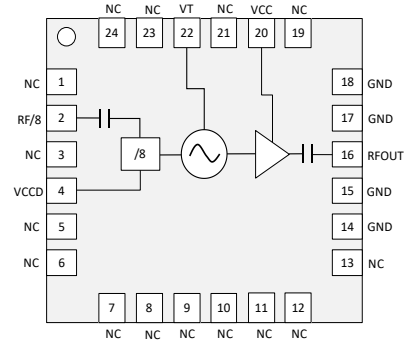 NC NC VT NC VCC NC
24 23 22 21 20 19
NC 1
RF/8 2
NC 3
VCCD 4
NC 5
NC 6
/8
18 GND
17 GND
16 RFOUT
15 GND
14 GND
13 NC
7 8 9 10 11 12
NC NC NC NC NC NC